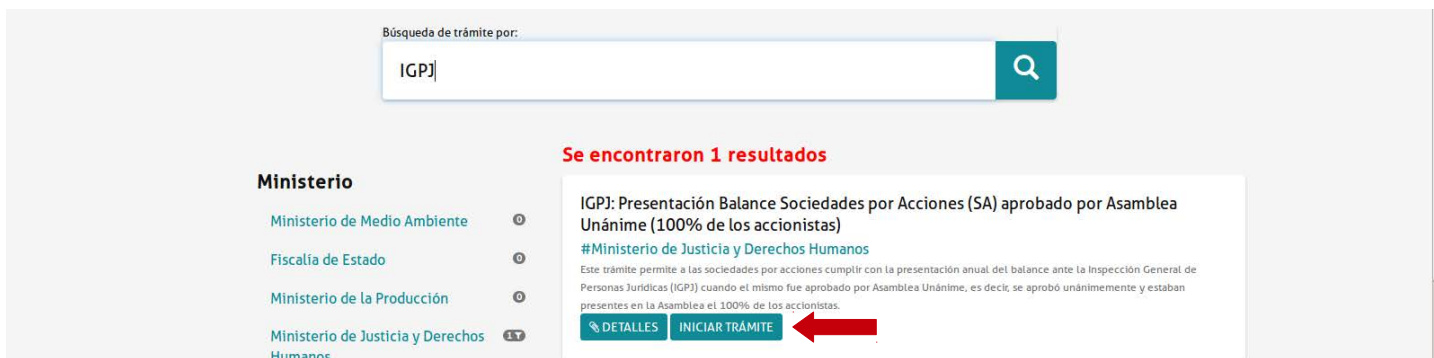 Búsqueda de trámite por:
IGPJ
Se encontraron 1 resultados
Ministerio
Ministerio de Medio Ambiente 0
Fiscalía de Estado 0
Ministerio de la Producción 0
Ministerio de Justicia y Derechos 1
Humanos
IGPJ: Presentación Balance Sociedades por Acciones (SA) aprobado por Asamblea
Unánime (100% de los accionistas)
#Ministerio de Justicia y Derechos Humanos
Este trámite permite a las sociedades por acciones cumplir con la presentación anual del balance ante la Inspección General de
Personas Jurídicas (IGPJ) cuando el mismo fue aprobado por Asamblea Unánime, es decir, se aprobó unánimemente y estaban
presentes en la Asamblea el 100% de los accionistas.
DETALLES INICIAR TRÁMITE